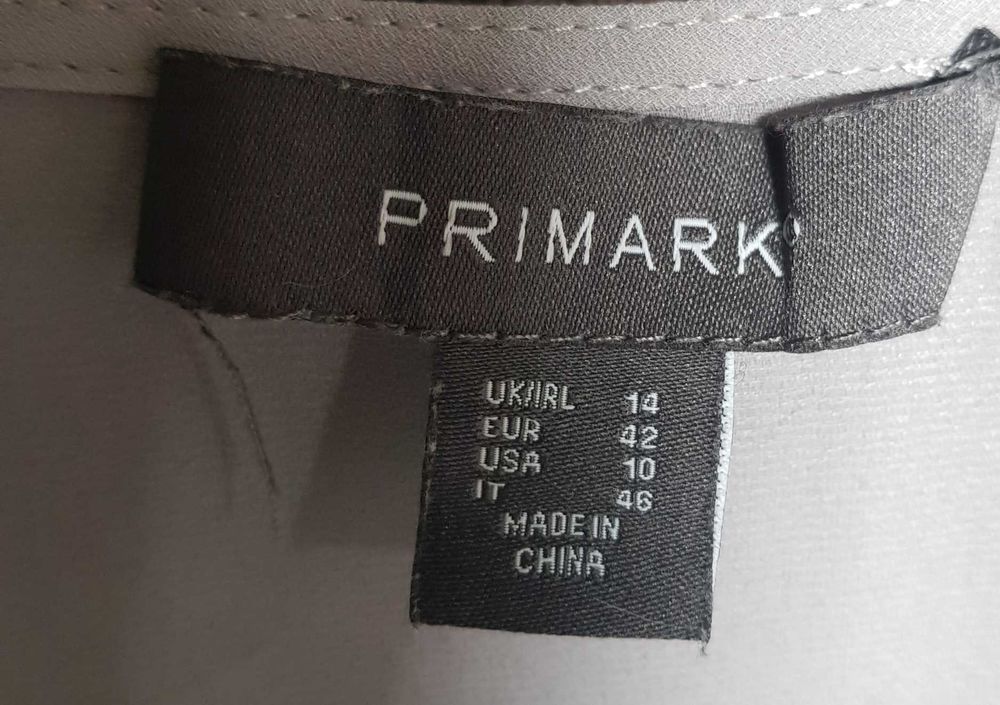 PRIMARK
UK/IRL 14
EUR 42
USA 10
IT 46
MADE IN
CHINA